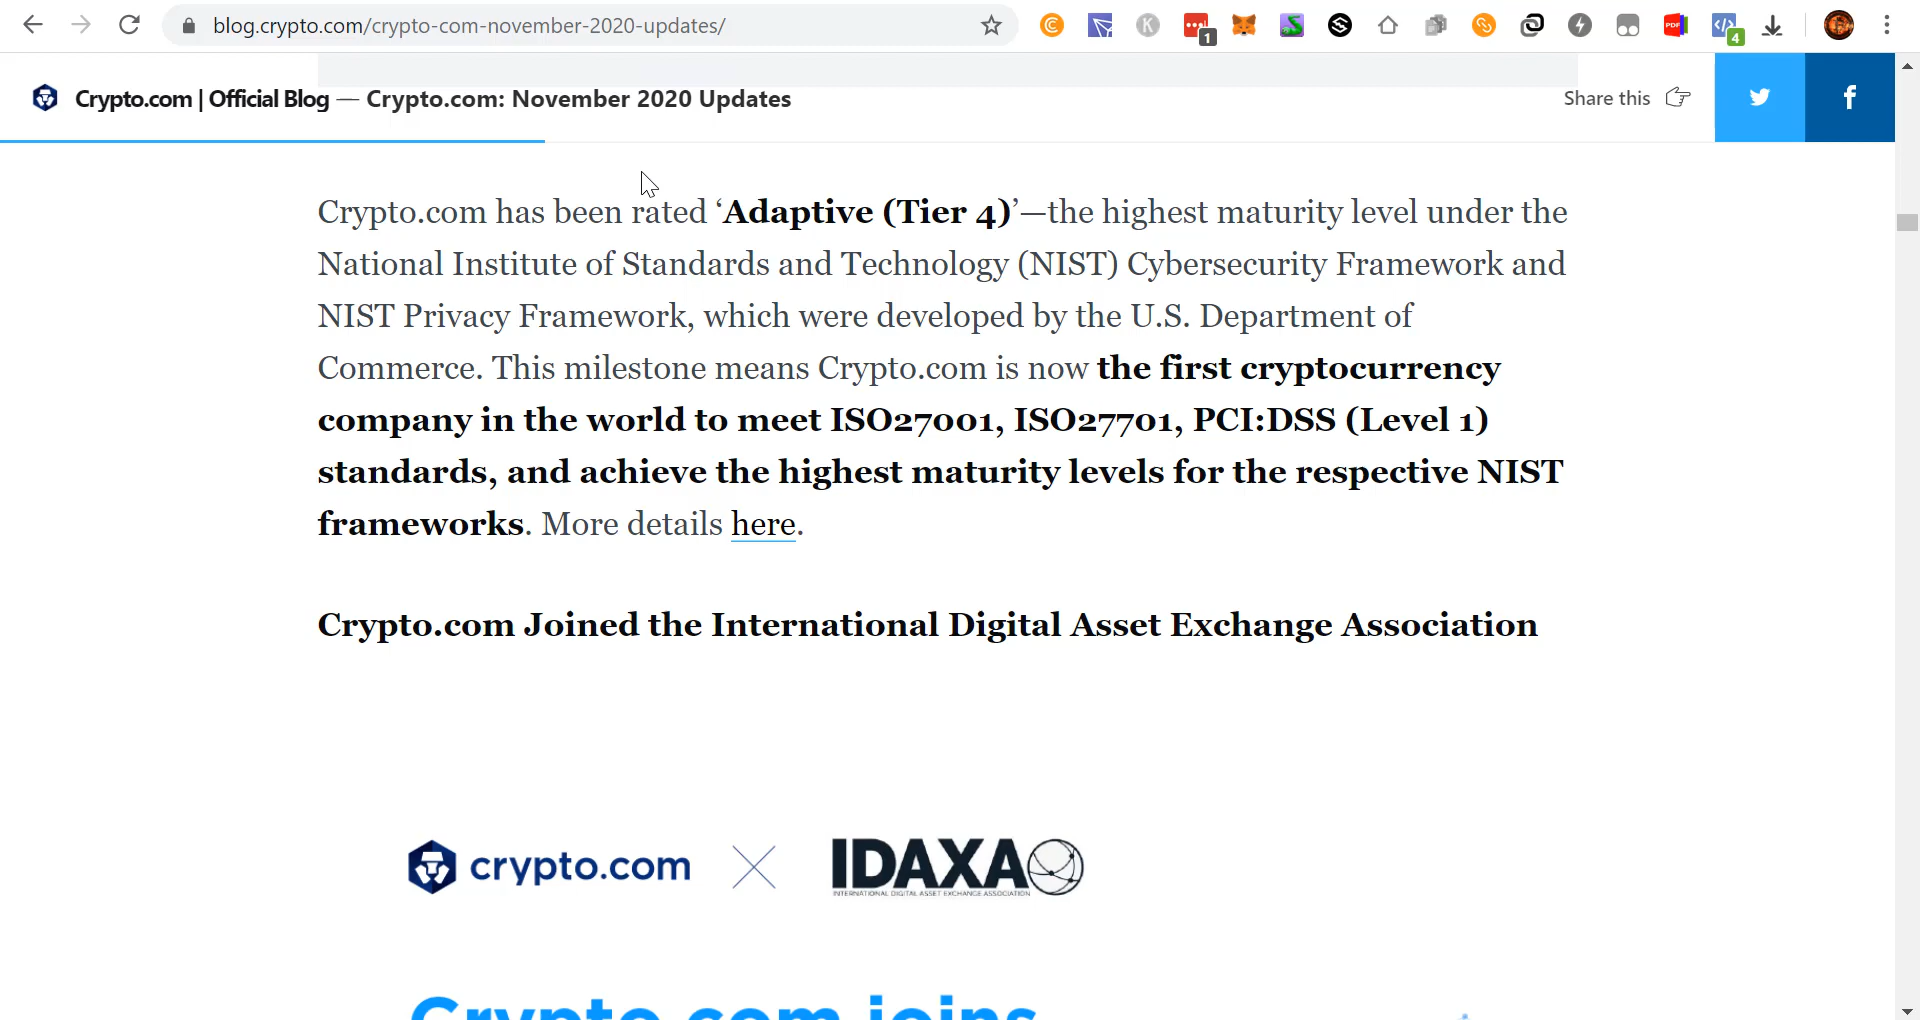 blog.crypto.com/crypto-com-november-2020-updates/
1
PDF
4
Crypto.com | Official Blog — Crypto.com: November 2020 Updates
Share this
Crypto.com has been rated ‘Adaptive (Tier 4)’—the highest maturity level under the
National Institute of Standards and Technology (NIST) Cybersecurity Framework and
NIST Privacy Framework, which were developed by the U.S. Department of
Commerce. This milestone means Crypto.com is now the first cryptocurrency
company in the world to meet ISO27001, ISO27701, PCI:DSS (Level 1)
standards, and achieve the highest maturity levels for the respective NIST
frameworks. More details here.
Crypto.com Joined the International Digital Asset Exchange Association
crypto.com
IDAXA
INTERNATIONAL DIGITAL ASSET EXCHANGE ASSOCIATION
Crypto.com joins